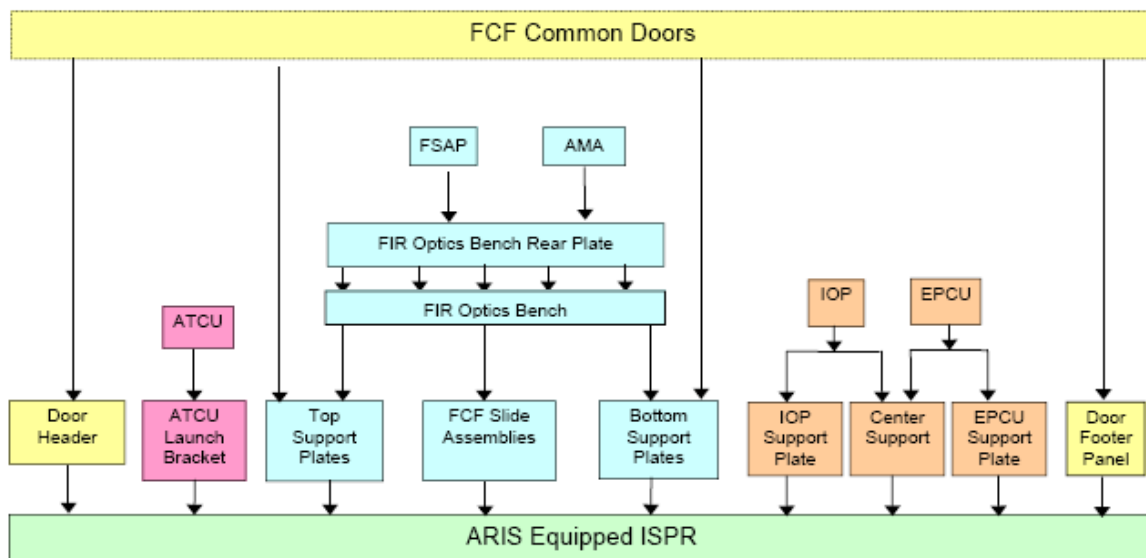 FCF Common Doors
FSAP
AMA
FIR Optics Bench Rear Plate
FIR Optics Bench
IOP
EPCU
ATCU
Door
Header
ATCU
Launch
Bracket
Top
Support
Plates
FCF Slide
Assemblies
Bottom
Support
Plates
IOP
Support
Plate
Center
Support
EPCU
Support
Plate
Door
Footer
Panel
ARIS Equipped ISPR